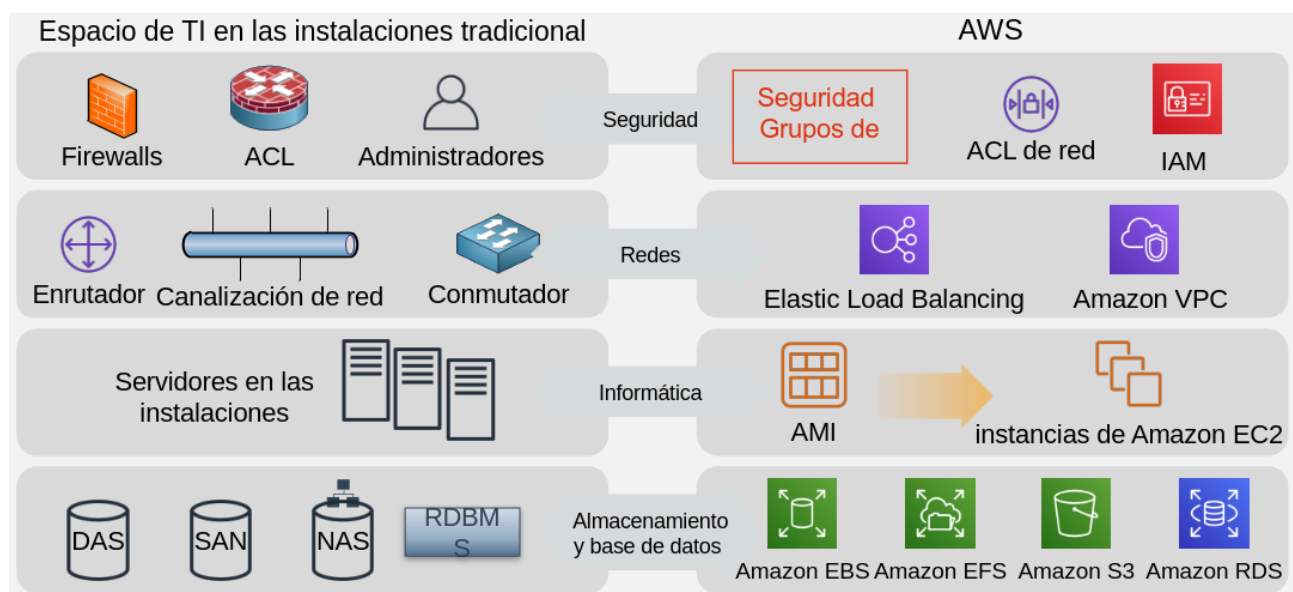 Espacio de TI en las instalaciones tradicional
AWS
Firewalls
ACL
Administradores
Seguridad
Seguridad
Grupos de
ACL de red
IAM
Enrutador
Canalización de red
Conmutador
Redes
Elastic Load Balancing
Amazon VPC
Servidores en las
instalaciones
Informática
AMI
instancias de Amazon EC2
DAS
SAN
NAS
RDBM
S
Almacenamiento
y base de datos
Amazon EBS
Amazon EFS
Amazon S3
Amazon RDS